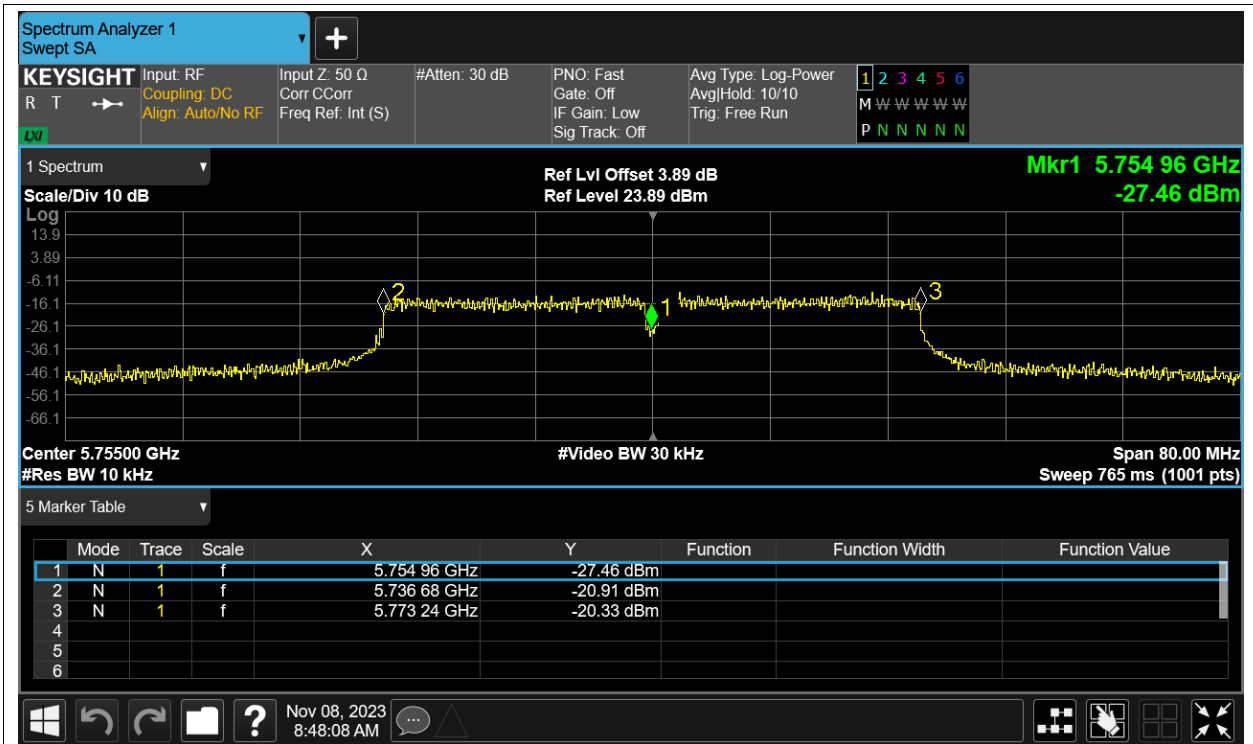 Spectrum Analyzer 1
Swept SA
KEYSIGHT
R T
LXI
Input: RF
Coupling: DC
Align: Auto/No RF
Input Z: 50 Ω
Corr CCorr
Freq Ref: Int (S)
#Atten: 30 dB
PNO: Fast
Gate: Off
IF Gain: Low
Sig Track: Off
Avg Type: Log-Power
Avg|Hold: 10/10
Trig: Free Run
1 2 3 4 5 6
M W W W W W
P N N N N N
1 Spectrum
Scale/Div 10 dB
Ref Lvl Offset 3.89 dB
Ref Level 23.89 dBm
Mkr1 5.754 96 GHz
-27.46 dBm
Log
13.9
3.89
-6.11
-16.1
-26.1
-36.1
-46.1
-56.1
-66.1
2
1
3
Center 5.75500 GHz
#Res BW 10 kHz
#Video BW 30 kHz
Span 80.00 MHz
Sweep 765 ms (1001 pts)
5 Marker Table
Mode Trace Scale X Y Function Function Width Function Value
1 N 1 f 5.754 96 GHz -27.46 dBm
2 N 1 f 5.736 68 GHz -20.91 dBm
3 N 1 f 5.773 24 GHz -20.33 dBm
4
5
6
?
Nov 08, 2023
8:48:08 AM